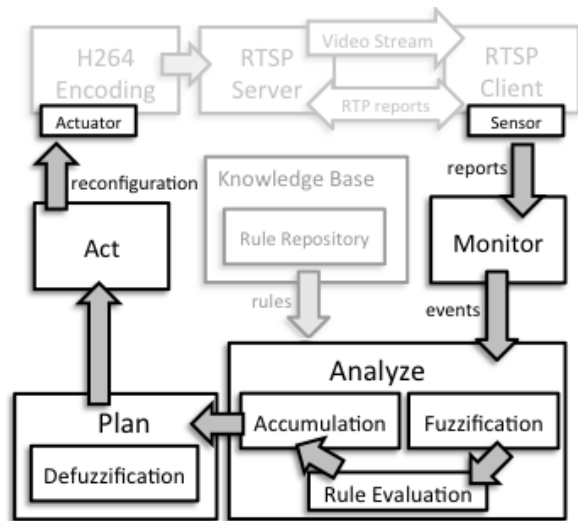 H264
Encoding
RTSP
Server
Video Stream
RTP reports
RTSP
Client
Actuator
Sensor
reconfiguration
Knowledge Base
Rule Repository
reports
Act
Monitor
rules
events
Analyze
Plan
Accumulation
Fuzzification
Defuzzification
Rule Evaluation